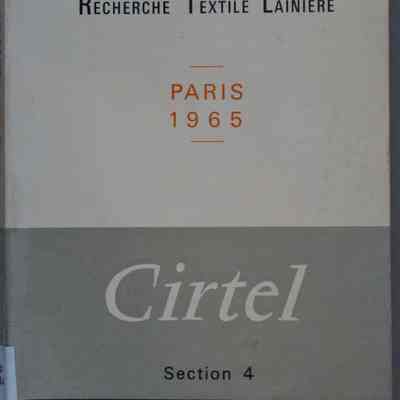 RECHERCHE TEXTILE LAINIÈRE
PARIS
1965
Cirtel
Section 4